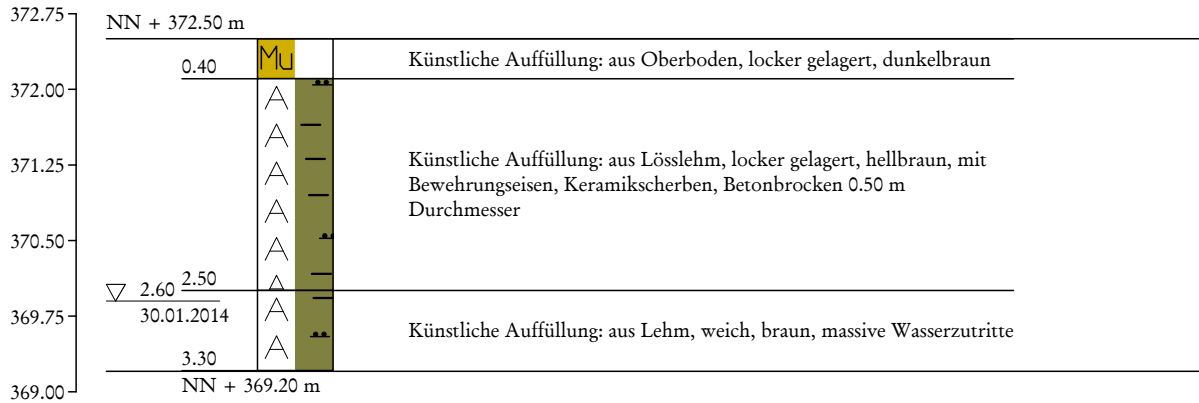 372.75
NN + 372.50 m
Mu
0.40
Künstliche Auffüllung: aus Oberboden, locker gelagert, dunkelbraun
372.00
A
A
371.25
A
A
A
A
Künstliche Auffüllung: aus Lösslehm, locker gelagert, hellbraun, mit
Bewehrungseisen, Keramikscherben, Betonbrocken 0.50 m
Durchmesser
370.50
2.50
2.60
30.01.2014
369.75
A
A
Künstliche Auffüllung: aus Lehm, weich, braun, massive Wasserzutritte
3.30
NN + 369.20 m
369.00